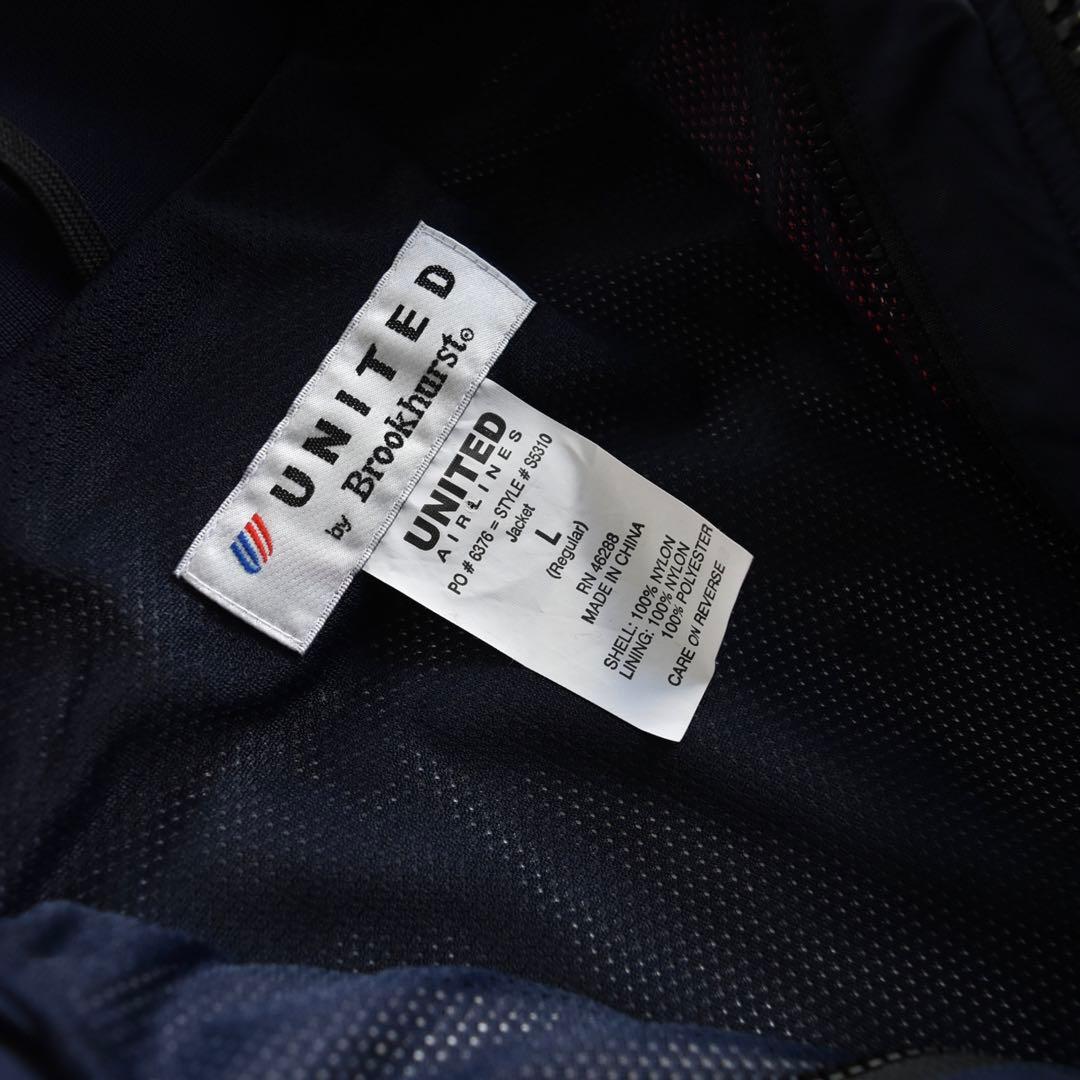 UNITED
by Brookhurst®
UNITED
AIRLINES
PO # 6376 = STYLE # S5310
Jacket
L
(Regular)
RN 46288
MADE IN CHINA
SHELL: 100% NYLON
LINING: 100% NYLON
100% POLYESTER
CARE ON REVERSE